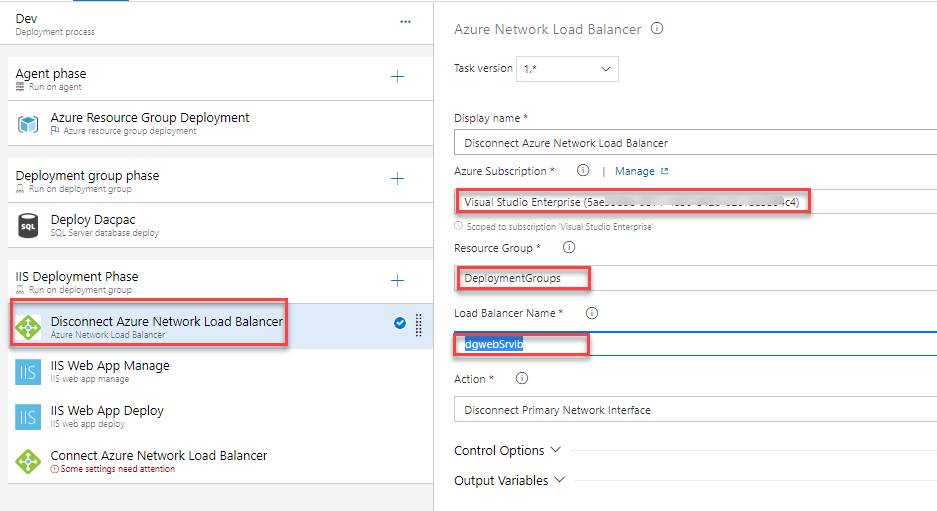 Dev
Deployment process
Agent phase
Run on agent
Azure Resource Group Deployment
Azure resource group deployment
Deployment group phase
Run on deployment group
Deploy Dacpac
SQL Server database deploy
SQL
IIS Deployment Phase
Run on deployment group
Disconnect Azure Network Load Balancer
Azure Network Load Balancer
IIS Web App Manage
IIS web app manage
IIS
IIS Web App Deploy
IIS web app deploy
IIS
Connect Azure Network Load Balancer
Some settings need attention
Azure Network Load Balancer
Task version 1.*
Display name *
Disconnect Azure Network Load Balancer
Azure Subscription * | Manage
Visual Studio Enterprise
Scoped to subscription 'Visual Studio Enterprise'
Resource Group *
DeploymentGroups
Load Balancer Name *
dgwebSrvlb
Action *
Disconnect Primary Network Interface
Control Options
Output Variables